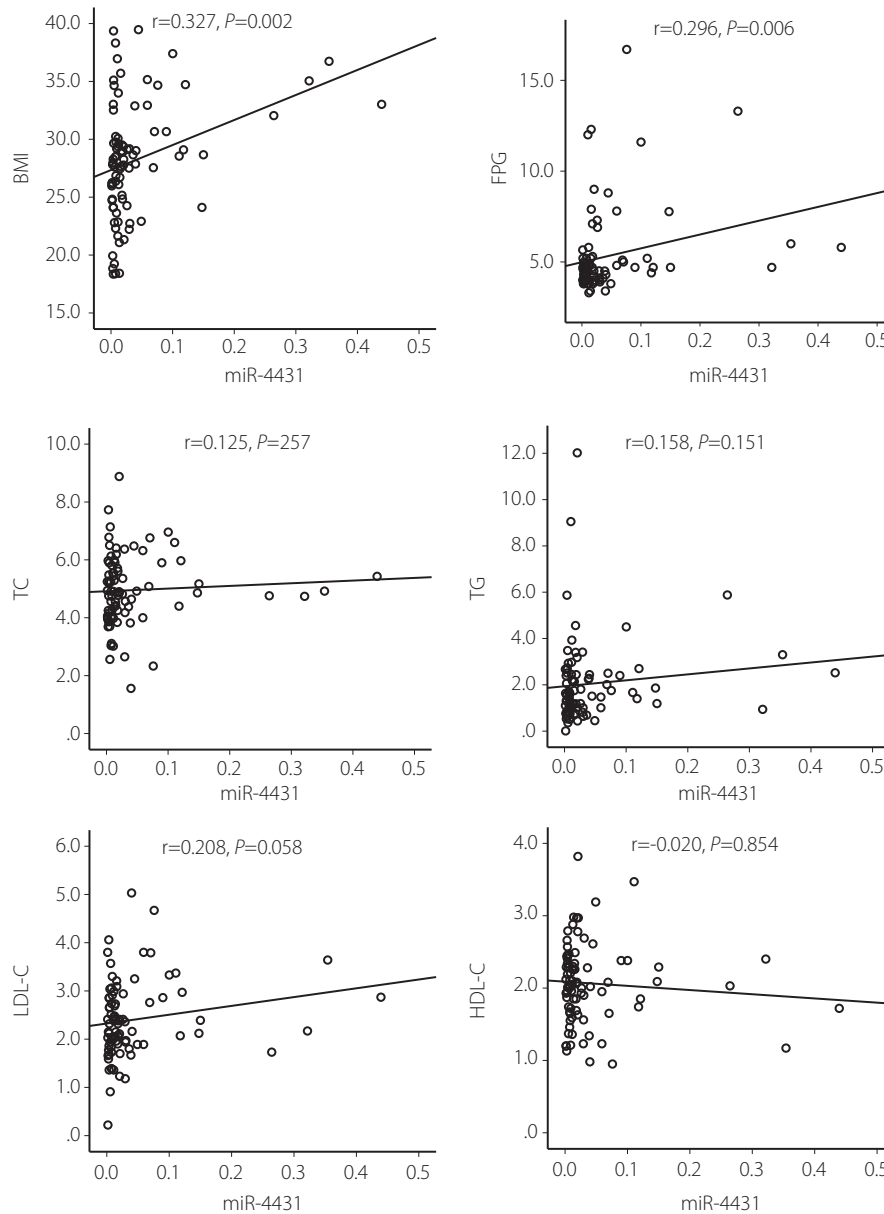 r=0.327, P=0.002
40.0
35.0
30.0
25.0
20.0
15.0
BMI
0.0 0.1 0.2 0.3 0.4 0.5
miR-4431
r=0.296, P=0.006
15.0
10.0
5.0
FPG
0.0 0.1 0.2 0.3 0.4 0.5
miR-4431
r=0.125, P=257
10.0
8.0
6.0
4.0
2.0
.0
TC
0.0 0.1 0.2 0.3 0.4 0.5
miR-4431
r=0.158, P=0.151
12.0
10.0
8.0
6.0
4.0
2.0
.0
TG
0.0 0.1 0.2 0.3 0.4 0.5
miR-4431
r=0.208, P=0.058
6.0
5.0
4.0
3.0
2.0
1.0
.0
LDL-C
0.0 0.1 0.2 0.3 0.4 0.5
miR-4431
r=-0.020, P=0.854
4.0
3.0
2.0
1.0
0.0
HDL-C
0.0 0.1 0.2 0.3 0.4 0.5
miR-4431